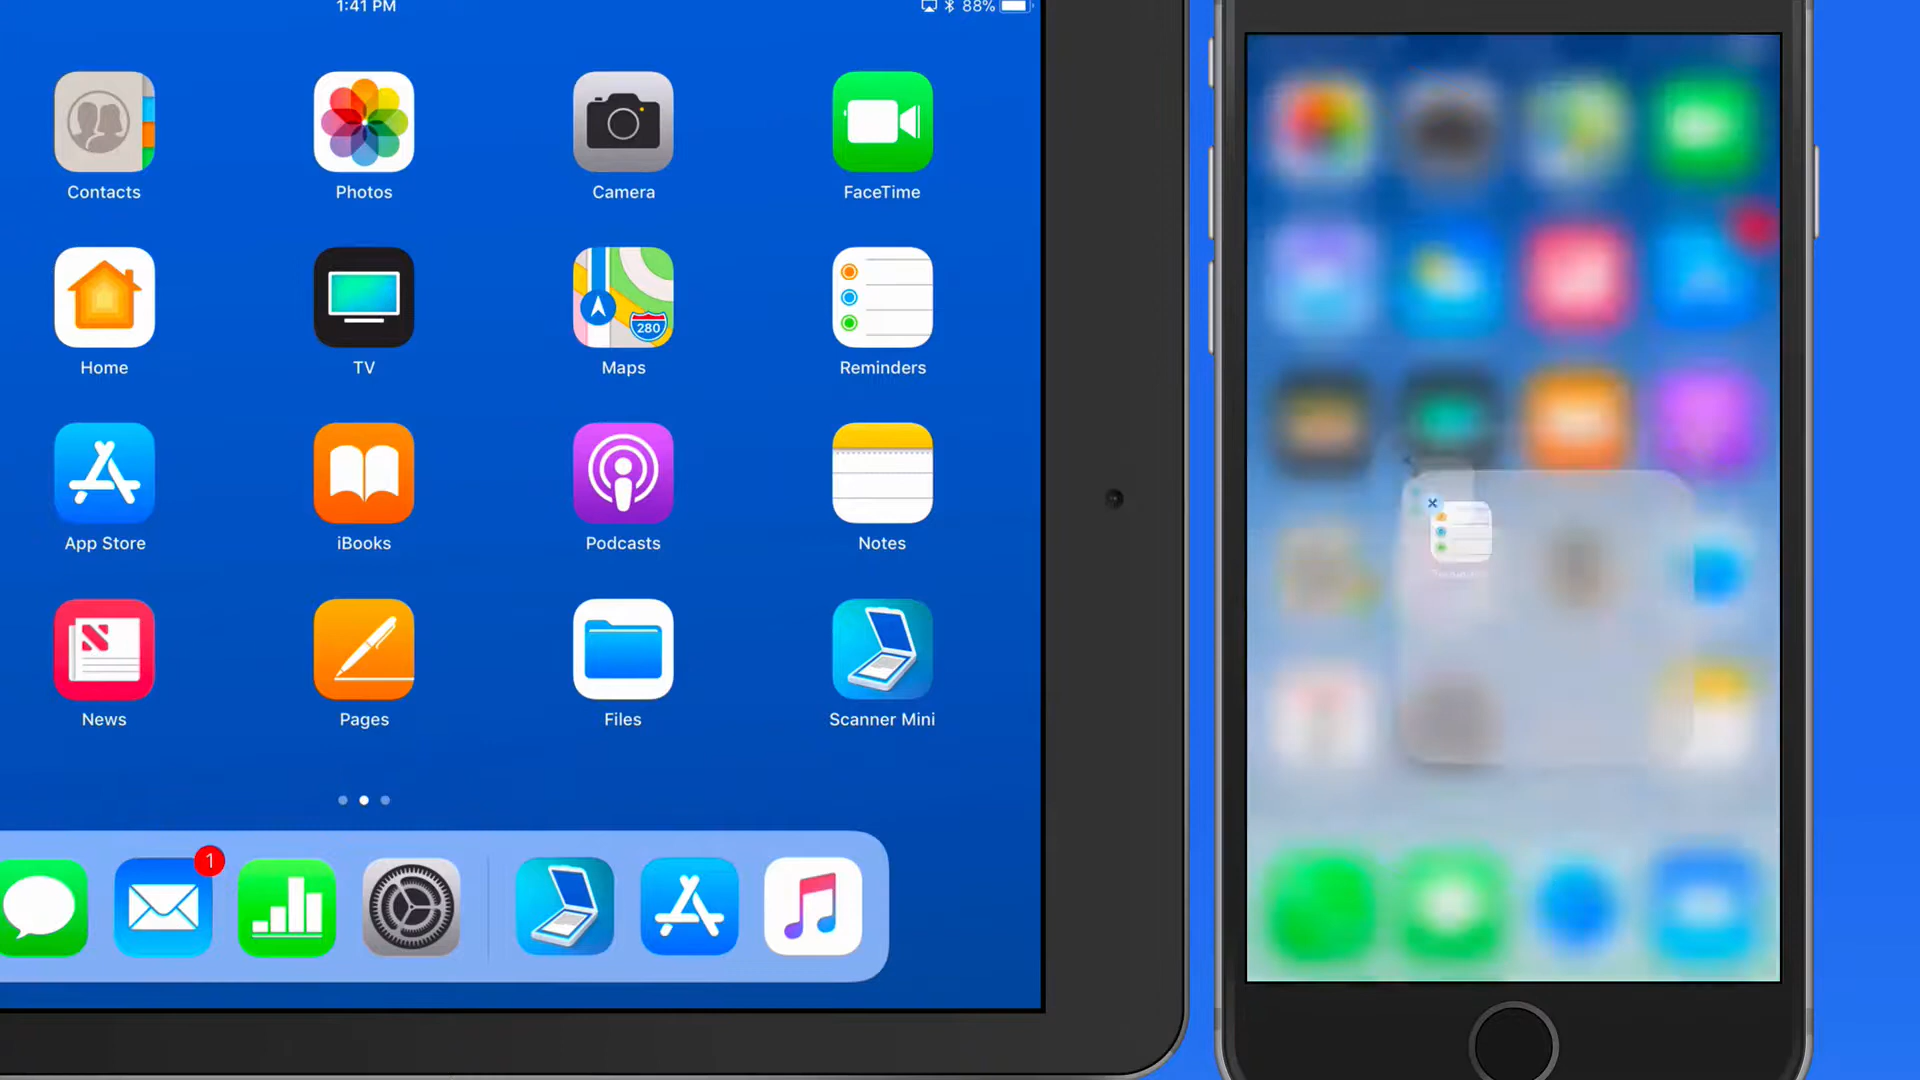 1:41 PM
88%
Contacts
Photos
Camera
FaceTime
280
Home
TV
Maps
Reminders
App Store
iBooks
Podcasts
Notes
News
Pages
Files
Scanner Mini
1